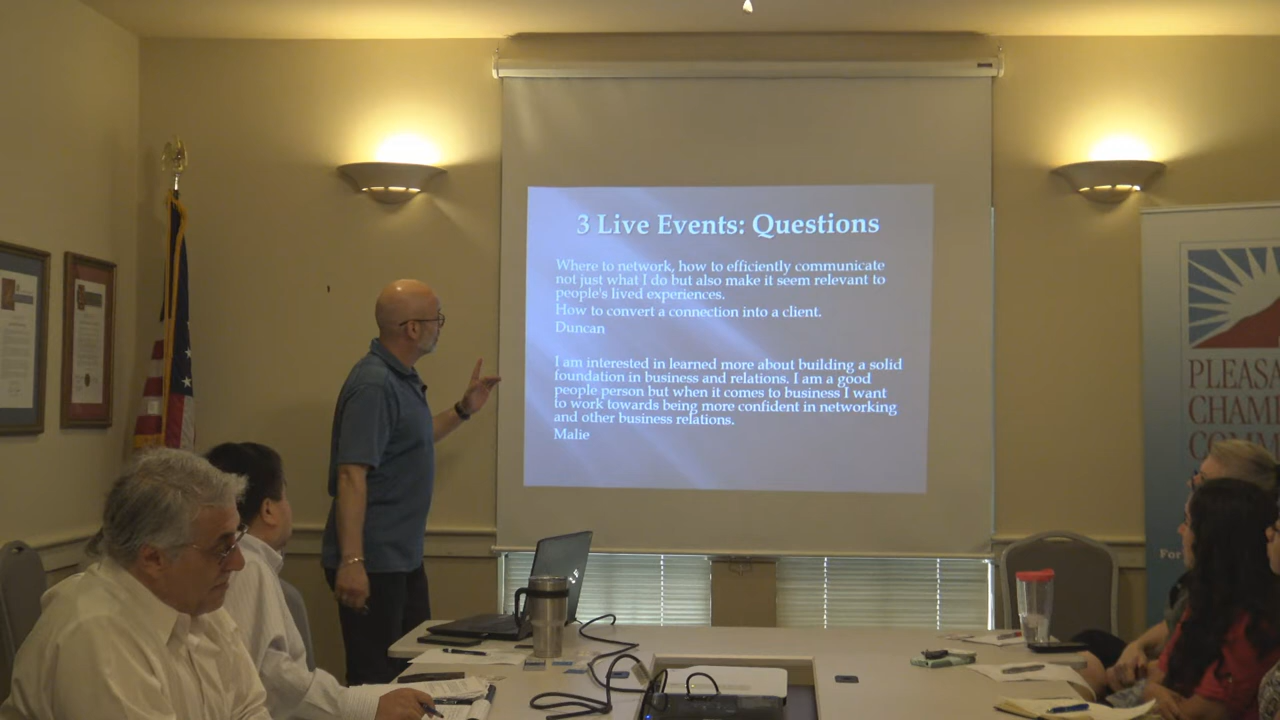 3 Live Events: Questions
Where to network, how to efficiently communicate
not just what I do but also make it seem relevant to
people's lived experiences.
How to convert a connection into a client.
Duncan
I am interested in learned more about building a solid
foundation in business and relations. I am a good
people person but when it comes to business I want
to work towards being more confident in networking
and other business relations.
Malie
PLEASA
CHAM
COMM
For